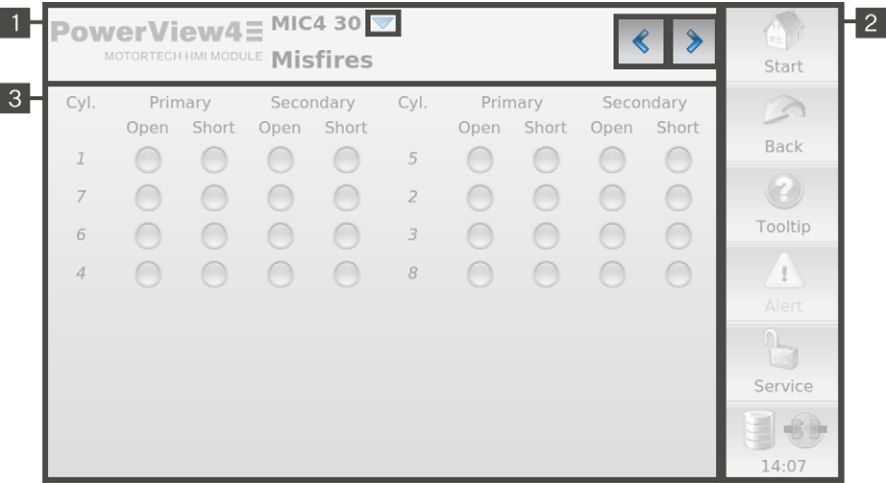 1
PowerView4
MOTORTECH HMI MODULE
MIC4 30
Misfires
2
Start
Back
Tooltip
Alert
Service
14:07
3
Cyl. Primary Secondary Cyl. Primary Secondary
Open Short Open Short Open Short Open Short
1 5
7 2
6 3
4 8